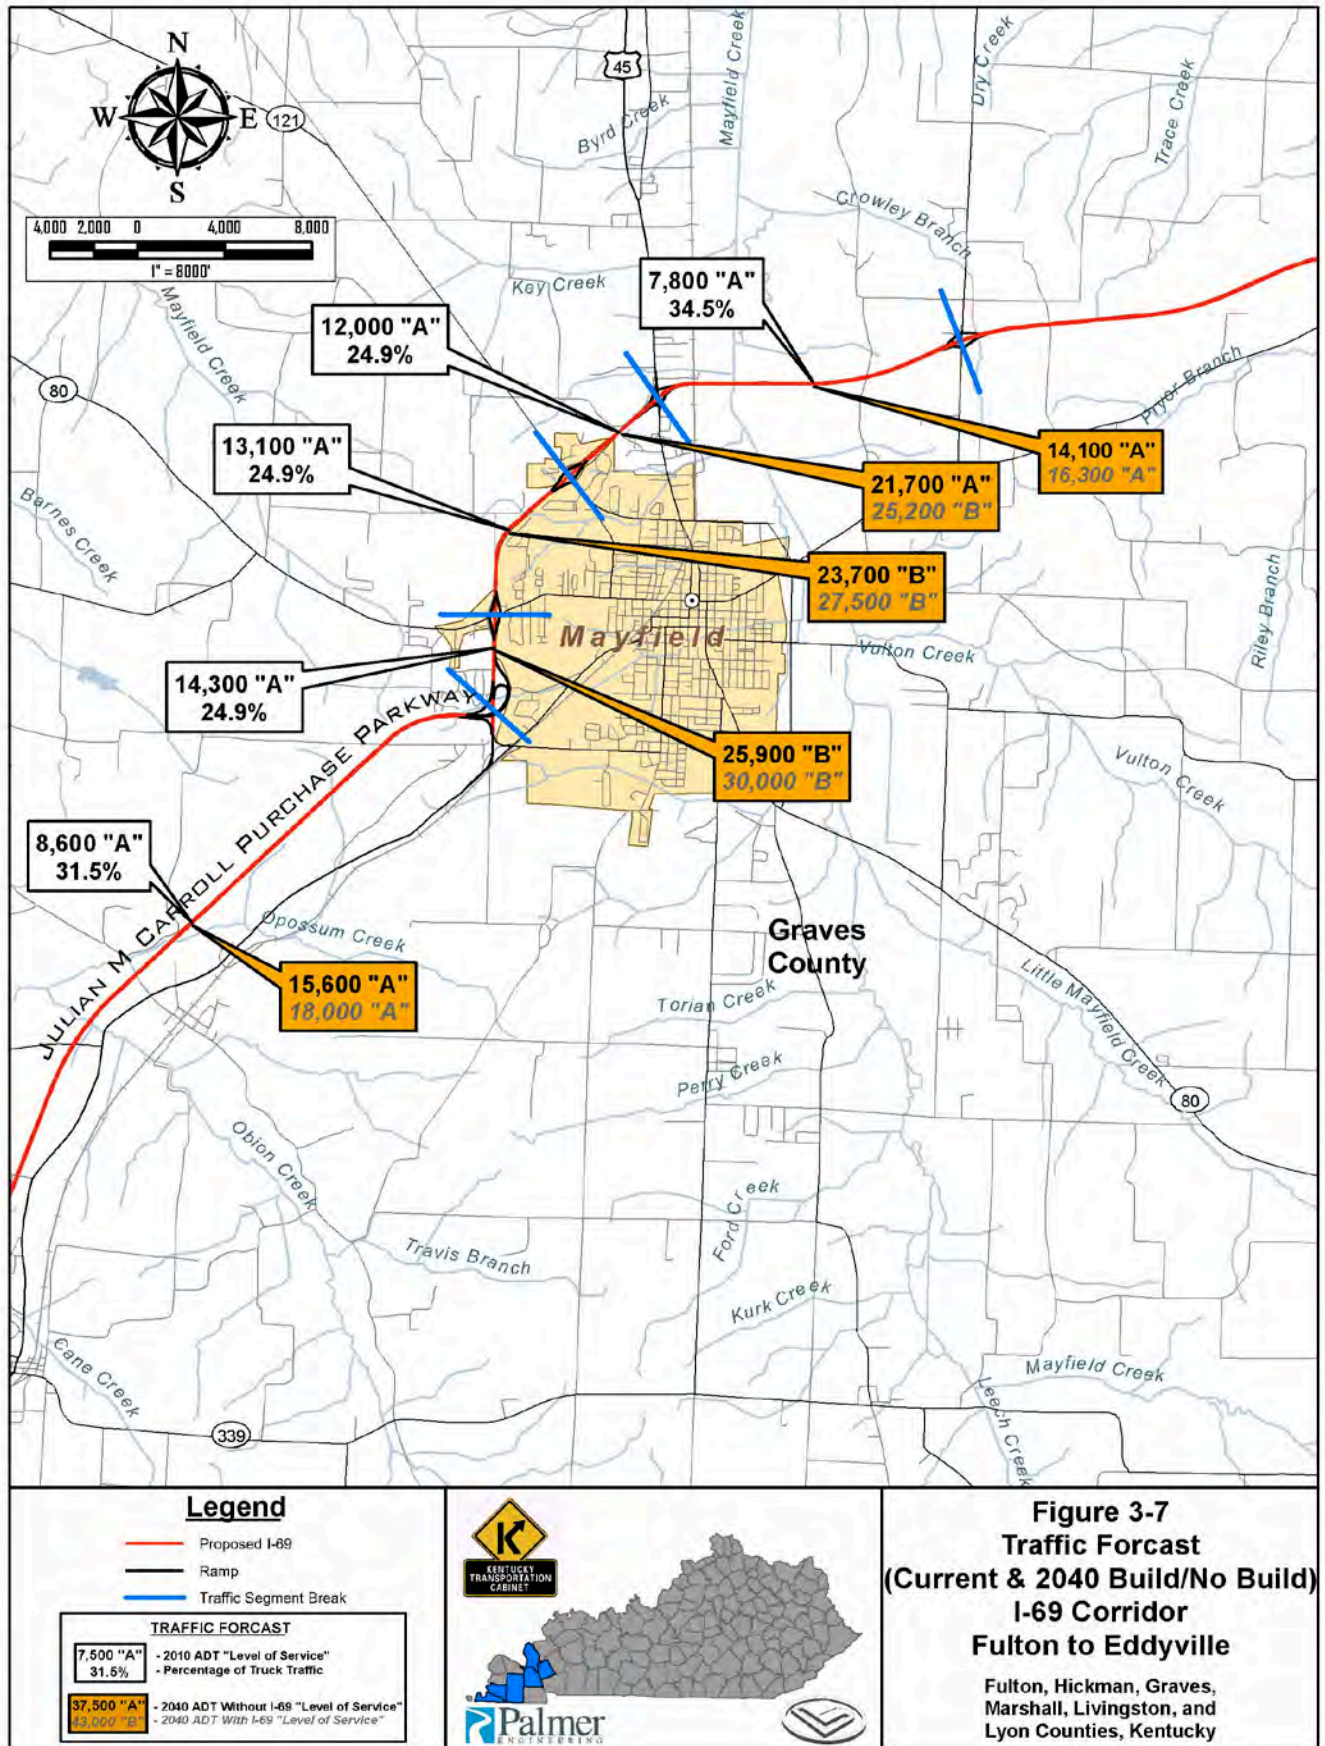 N
W E
S
121
45
Byrd Creek
Mayfield Creek
Dry Creek
Trace Creek
4,000 2,000 0 4,000 8,000
1" = 8000'
Crowley Branch
Key Creek
Mayfield Creek
7,800 "A"
34.5%
12,000 "A"
24.9%
80
Pryor Branch
13,100 "A"
24.9%
14,100 "A"
16,300 "A"
21,700 "A"
25,200 "B"
Barnes Creek
23,700 "B"
27,500 "B"
Riley Branch
Mayfield
Vulton Creek
14,300 "A"
24.9%
25,900 "B"
30,000 "B"
Vulton Creek
JULIAN M CARROLL PURCHASE PARKWAY
8,600 "A"
31.5%
Opossum Creek
Graves
County
15,600 "A"
18,000 "A"
Torian Creek
Little Mayfield Creek
Perry Creek
80
Obion Creek
Ford Creek
Travis Branch
Kurk Creek
Cane Creek
Mayfield Creek
Leech Creek
339
Legend
Proposed I-69
Ramp
Traffic Segment Break
TRAFFIC FORCAST
7,500 "A" - 2010 ADT "Level of Service"
31.5% - Percentage of Truck Traffic
37,500 "A" - 2040 ADT Without I-69 "Level of Service"
43,000 "B" - 2040 ADT With I-69 "Level of Service"
K
KENTUCKY
TRANSPORTATION
CABINET
Palmer
ENGINEERING
Figure 3-7
Traffic Forcast
(Current & 2040 Build/No Build)
I-69 Corridor
Fulton to Eddyville
Fulton, Hickman, Graves,
Marshall, Livingston, and
Lyon Counties, Kentucky